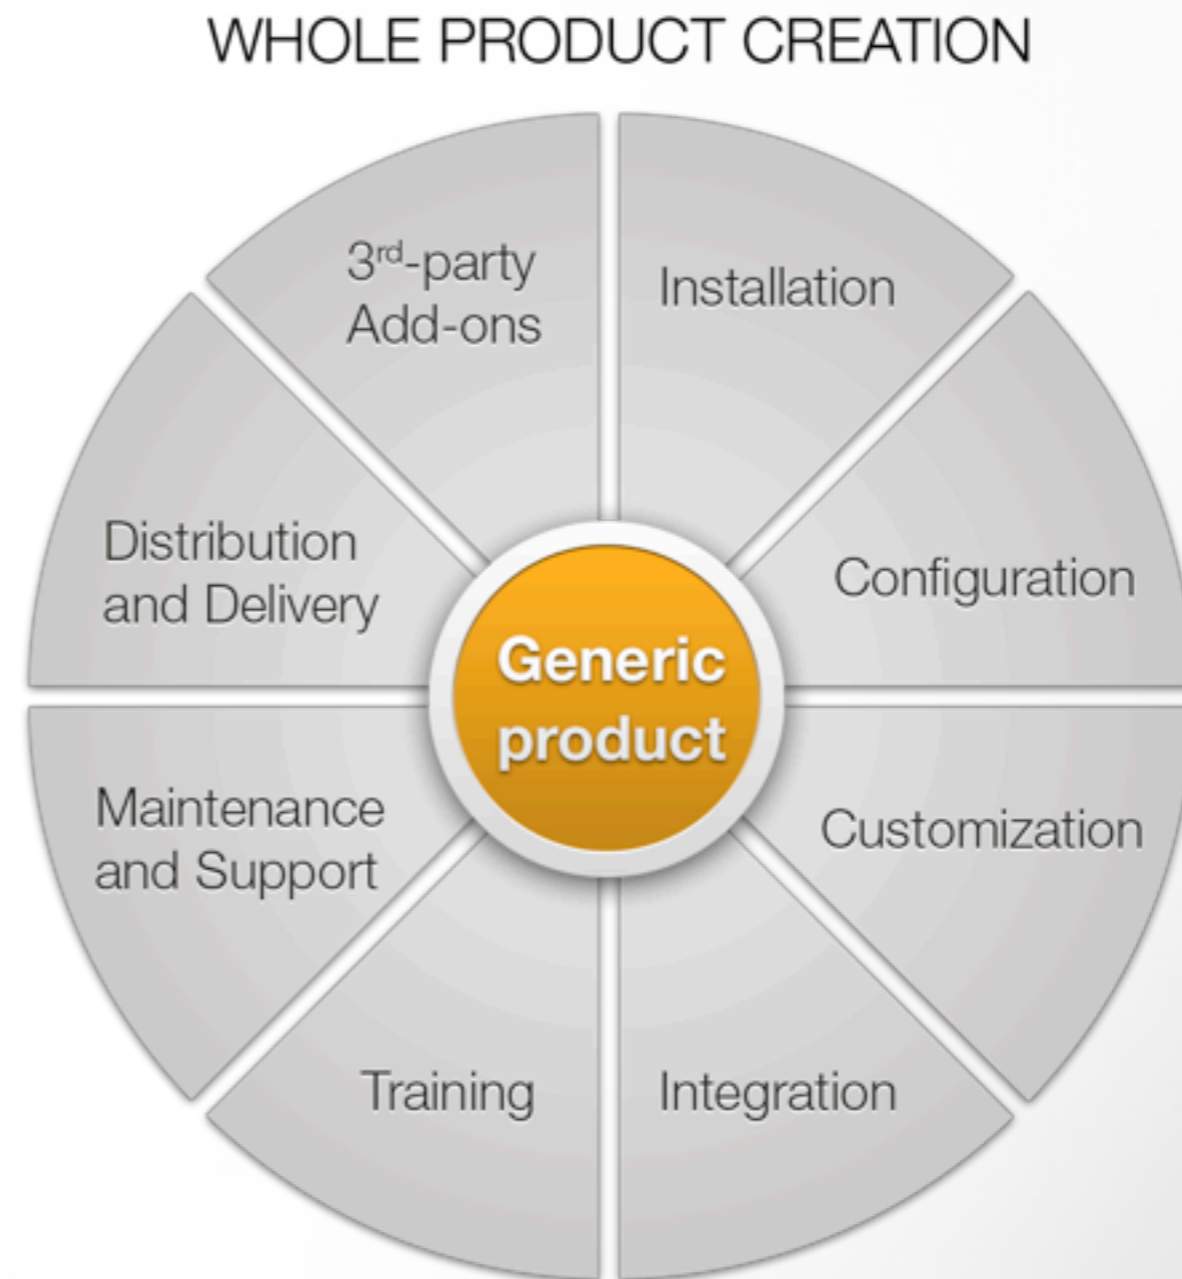 WHOLE PRODUCT CREATION
3rd-party
Add-ons
Installation
Distribution
and Delivery
Configuration
Generic
product
Maintenance
and Support
Customization
Training
Integration